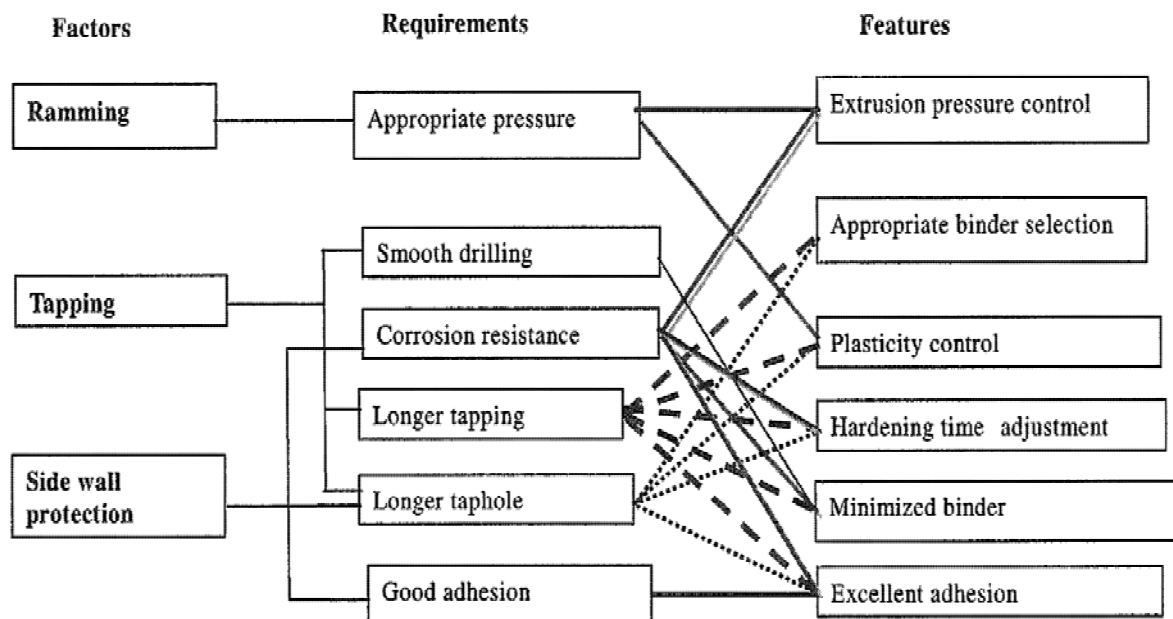 Factors Requirements Features
Ramming Appropriate pressure Extrusion pressure control
Appropriate binder selection
Smooth drilling
Tapping
Corrosion resistance Plasticity control
Longer tapping Hardening time adjustment
Side wall
protection
Longer taphole Minimized binder
Good adhesion Excellent adhesion